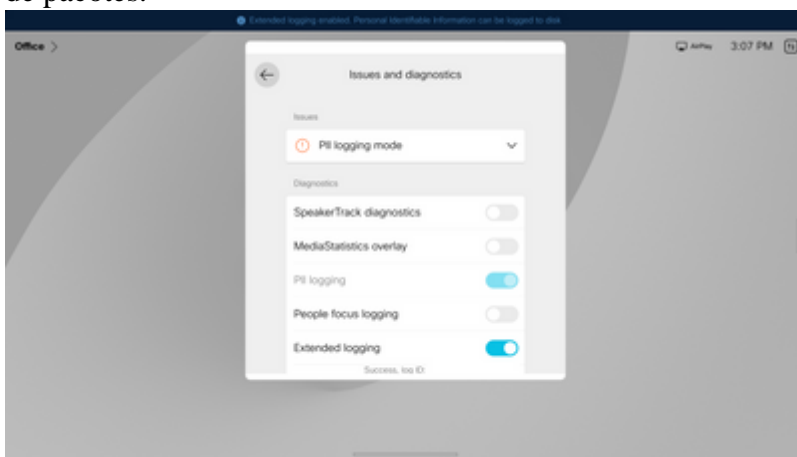 de pacotes.
Extended logging enabled. Personal Identifiable Information can be logged to disk
Office
AirPlay 3:07 PM
Issues and diagnostics
Issues
PII logging mode
Diagnostics
SpeakerTrack diagnostics
MediaStatistics overlay
PII logging
People focus logging
Extended logging
Success, log ID: